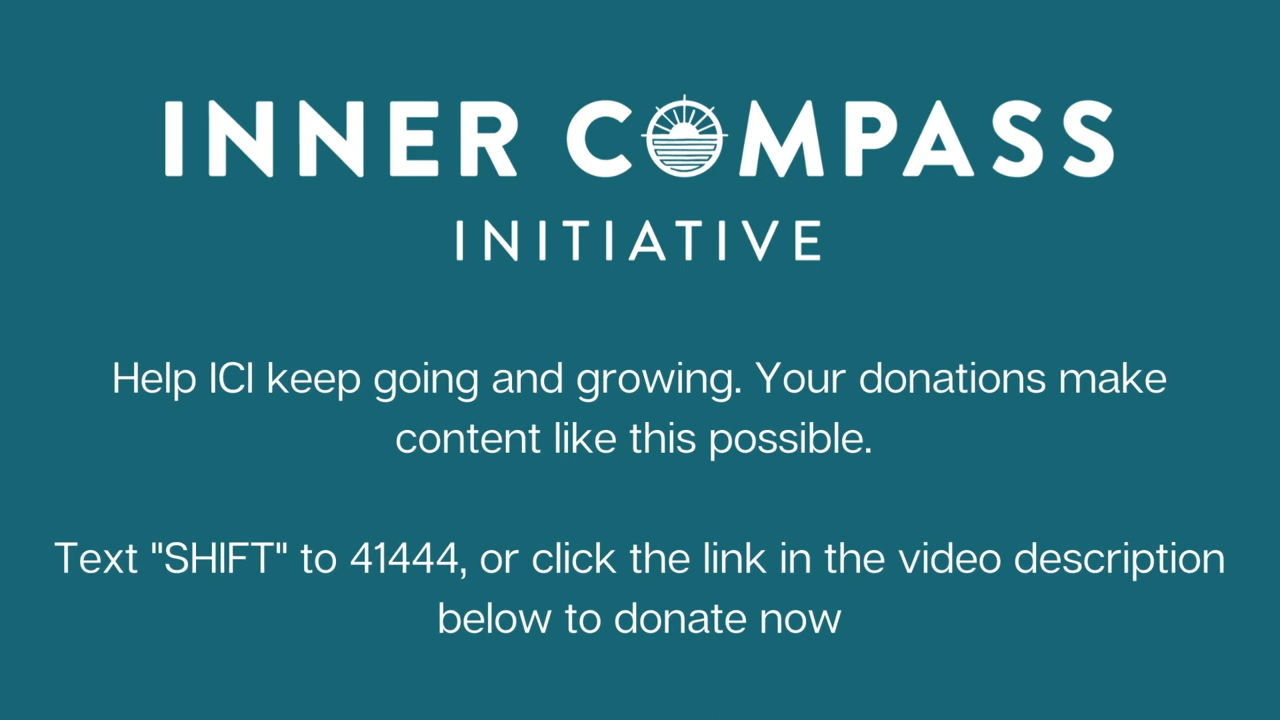 INNER COMPASS
INITIATIVE
Help ICI keep going and growing. Your donations make
content like this possible.
Text "SHIFT" to 41444, or click the link in the video description
below to donate now